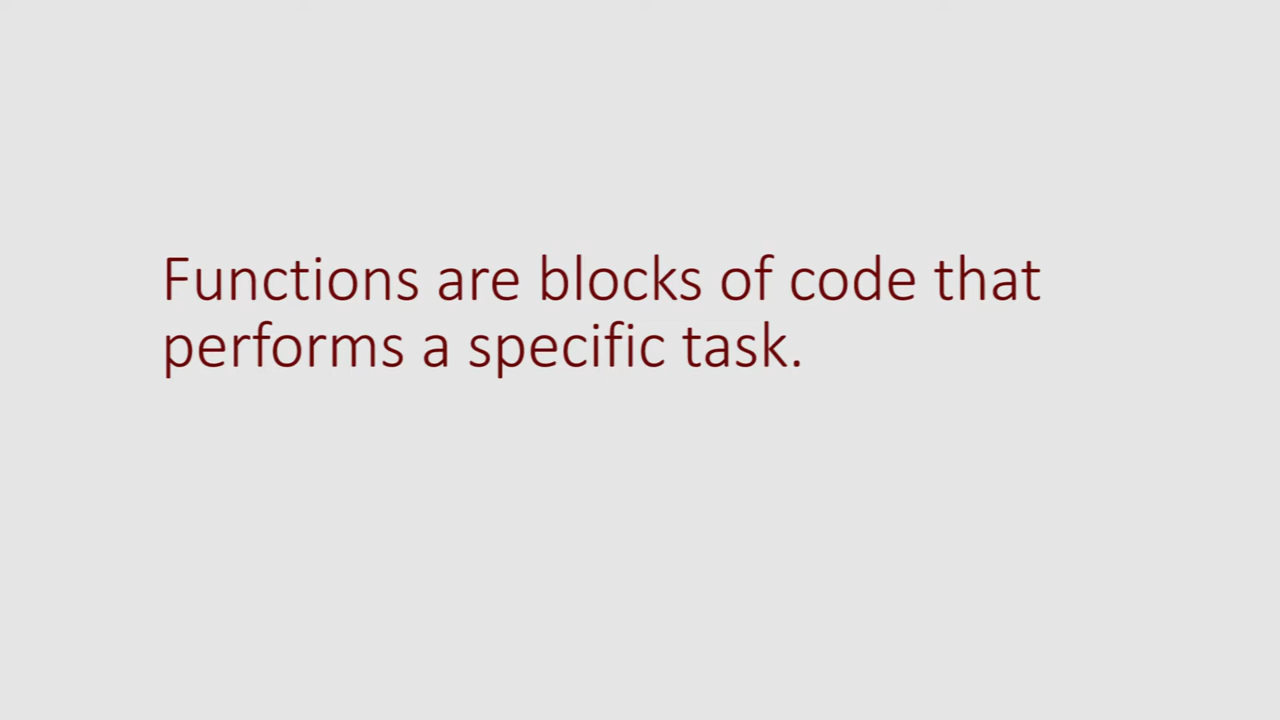 Functions are blocks of code that
performs a specific task.